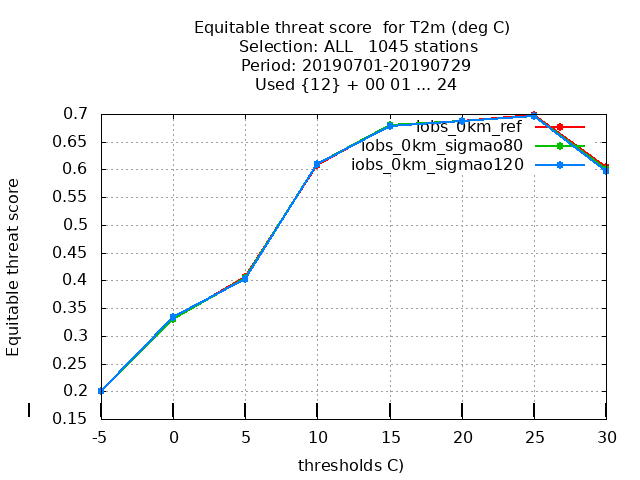 Equitable threat score for T2m (deg C)
Selection: ALL 1045 stations
Period: 20190701-20190729
Used {12} + 00 01 ... 24
Equitable threat score
0.7
0.65
0.6
0.55
0.5
0.45
0.4
0.35
0.3
0.25
0.2
0.15
iobs_0km_ref
iobs_0km_sigmao80
iobs_0km_sigmao120
-5 0 5 10 15 20 25 30
thresholds C)